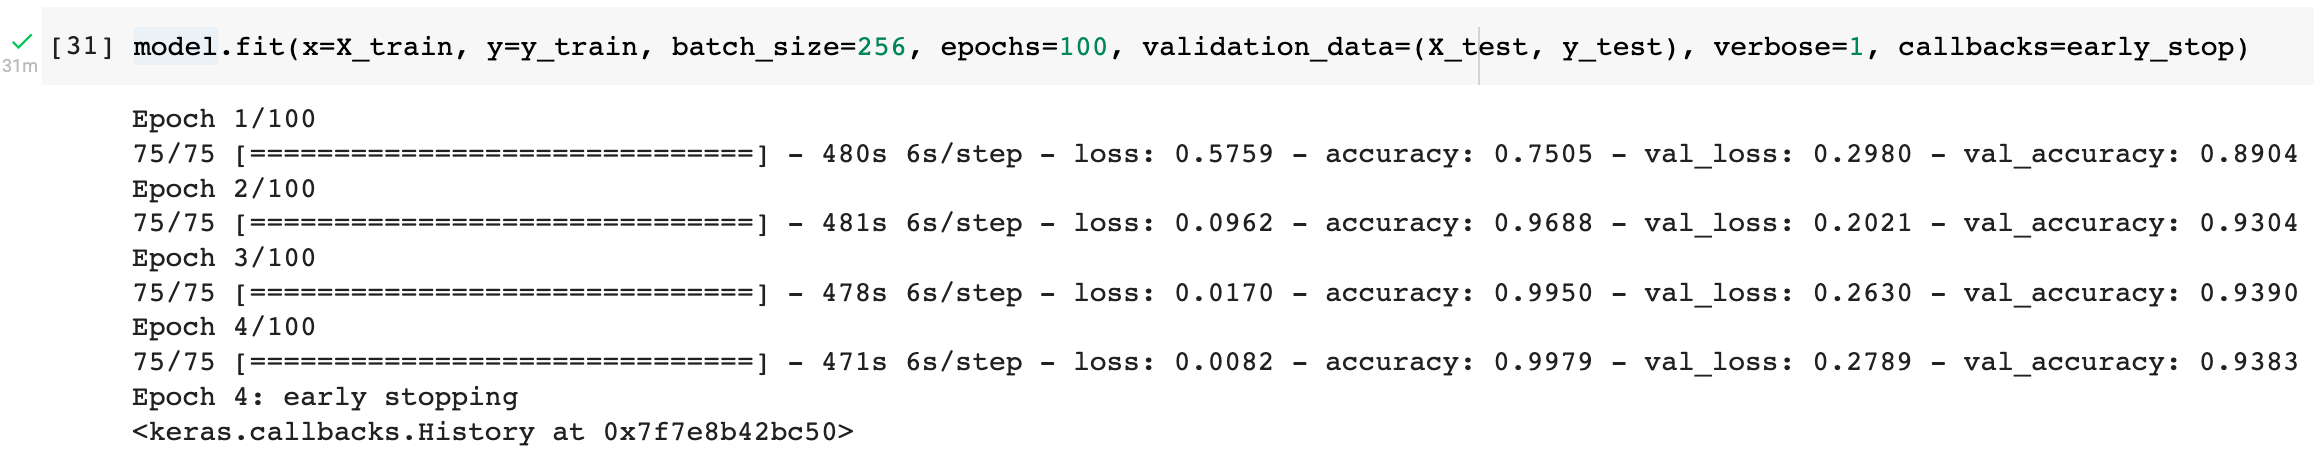 [31] model.fit(x=X_train, y=y_train, batch_size=256, epochs=100, validation_data=(X_test, y_test), verbose=1, callbacks=early_stop)
31m
Epoch 1/100
75/75 [==============================] - 480s 6s/step - loss: 0.5759 - accuracy: 0.7505 - val_loss: 0.2980 - val_accuracy: 0.8904
Epoch 2/100
75/75 [==============================] - 481s 6s/step - loss: 0.0962 - accuracy: 0.9688 - val_loss: 0.2021 - val_accuracy: 0.9304
Epoch 3/100
75/75 [==============================] - 478s 6s/step - loss: 0.0170 - accuracy: 0.9950 - val_loss: 0.2630 - val_accuracy: 0.9390
Epoch 4/100
75/75 [==============================] - 471s 6s/step - loss: 0.0082 - accuracy: 0.9979 - val_loss: 0.2789 - val_accuracy: 0.9383
Epoch 4: early stopping
<keras.callbacks.History at 0x7f7e8b42bc50>